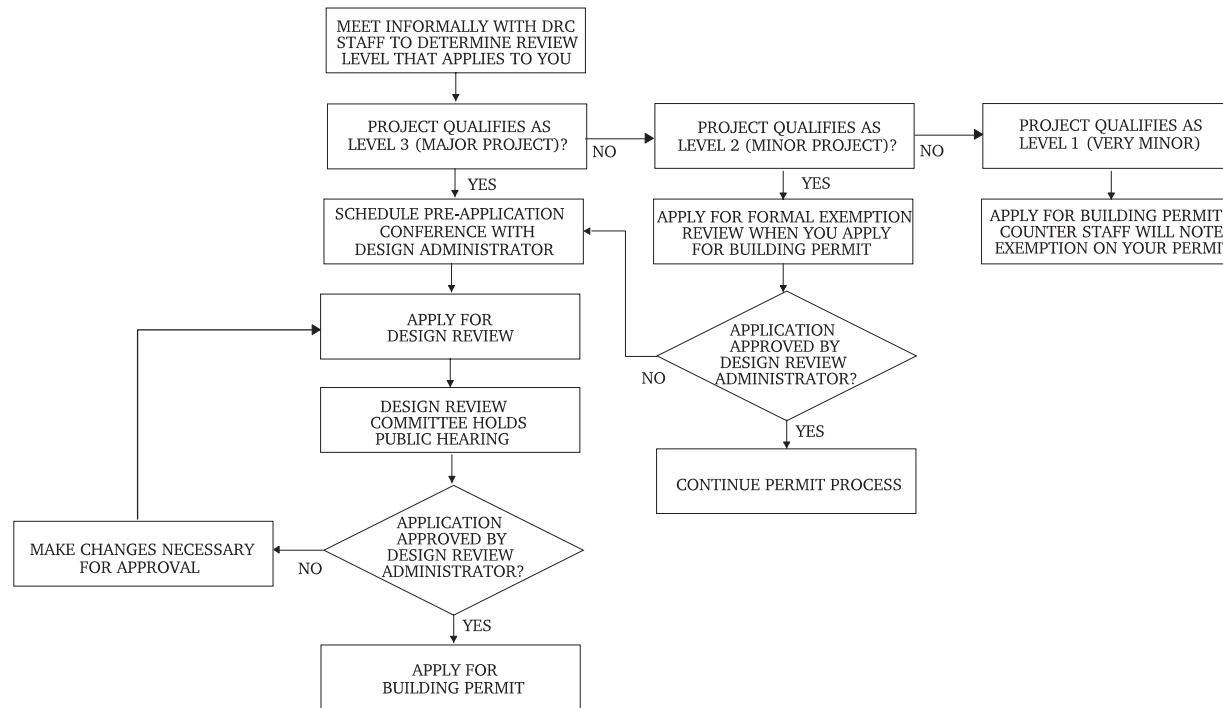 MEET INFORMALLY WITH DRC
STAFF TO DETERMINE REVIEW
LEVEL THAT APPLIES TO YOU
PROJECT QUALIFIES AS
LEVEL 3 (MAJOR PROJECT)?
NO
PROJECT QUALIFIES AS
LEVEL 2 (MINOR PROJECT)?
NO
PROJECT QUALIFIES AS
LEVEL 1 (VERY MINOR)
YES
YES
SCHEDULE PRE-APPLICATION
CONFERENCE WITH
DESIGN ADMINISTRATOR
APPLY FOR FORMAL EXEMPTION
REVIEW WHEN YOU APPLY
FOR BUILDING PERMIT
APPLY FOR BUILDING PERMIT
COUNTER STAFF WILL NOTE
EXEMPTION ON YOUR PERMI
APPLY FOR
DESIGN REVIEW
APPLICATION
APPROVED BY
DESIGN REVIEW
ADMINISTRATOR?
NO
YES
DESIGN REVIEW
COMMITTEE HOLDS
PUBLIC HEARING
CONTINUE PERMIT PROCESS
APPLICATION
APPROVED BY
DESIGN REVIEW
ADMINISTRATOR?
NO
MAKE CHANGES NECESSARY
FOR APPROVAL
YES
APPLY FOR
BUILDING PERMIT